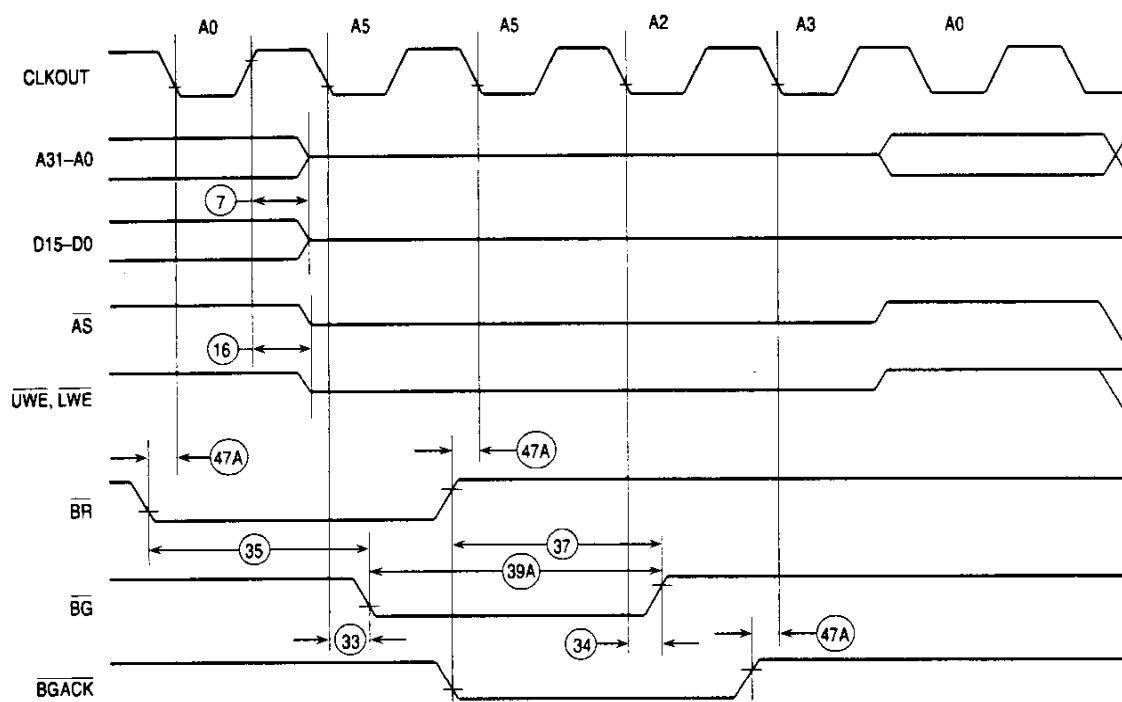 A0 A5 A5 A2 A3 A0
CLKOUT
A31–A0
7
D15–D0
AS
16
UWE, LWE
47A 47A
BR
35 37
39A
BG
33 34 47A
BGACK